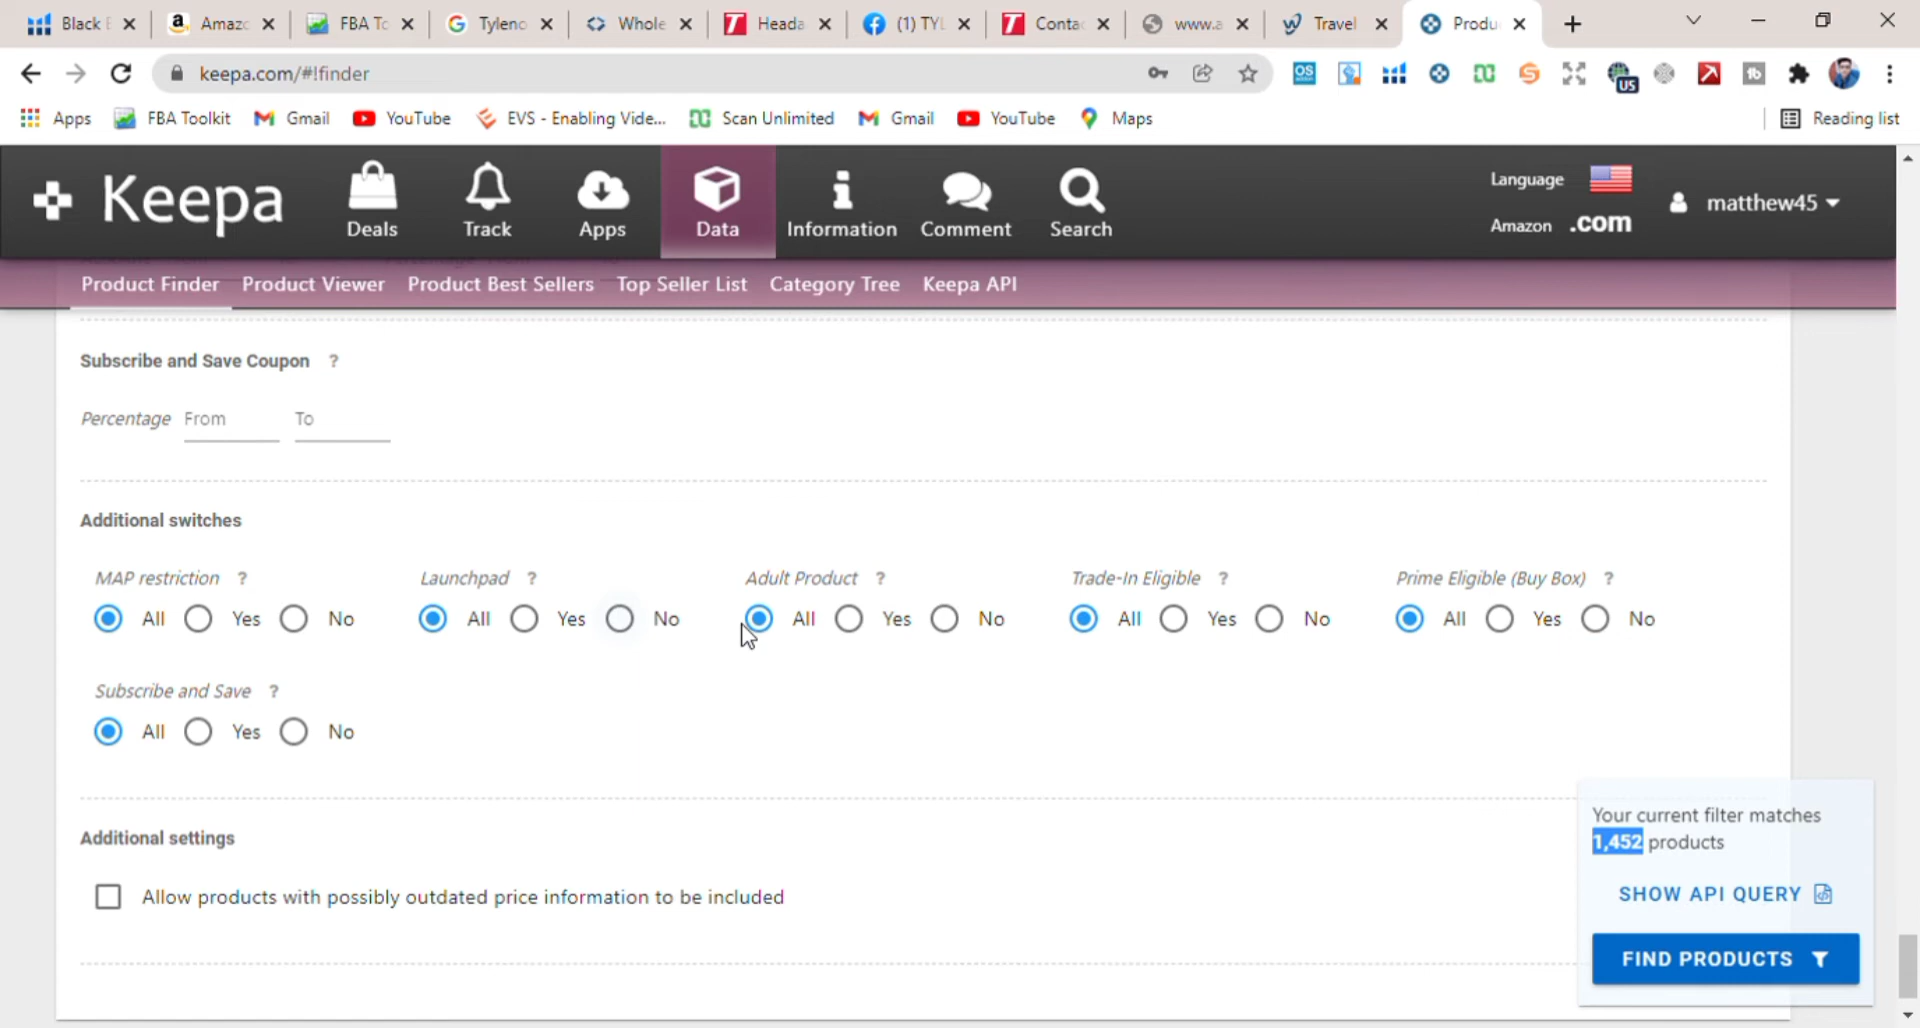 Black E
Amazo
FBA To
Tyleno
Whole
Heada
(1) TYL
Contac
www.a
Travel
Produ
keepa.com/#!finder
US
Apps
FBA Toolkit
Gmail
YouTube
EVS - Enabling Vide...
Scan Unlimited
Gmail
YouTube
Maps
Reading list
Keepa
Deals
Track
Apps
Data
Information
Comment
Search
Language
Amazon .com
matthew45
Product Finder
Product Viewer
Product Best Sellers
Top Seller List
Category Tree
Keepa API
Subscribe and Save Coupon ?
Percentage From To
Additional switches
MAP restriction ?
All Yes No
Launchpad ?
All Yes No
Adult Product ?
All Yes No
Trade-In Eligible ?
All Yes No
Prime Eligible (Buy Box) ?
All Yes No
Subscribe and Save ?
All Yes No
Additional settings
Allow products with possibly outdated price information to be included
Your current filter matches
1,452 products
SHOW API QUERY
FIND PRODUCTS